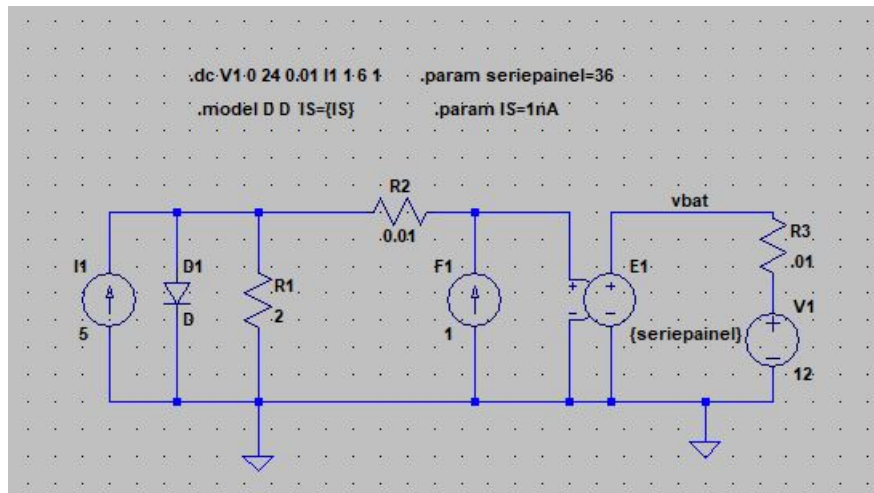 .dc V1 0 24 0.01 I1 1 6 1 .param seriepainel=36
.model D D IS={IS} .param IS=1nA
R2
vbat
0.01
R3
I1
D1
F1
E1
.01
R1
V1
D
2
5
1
{seriepainel}
12